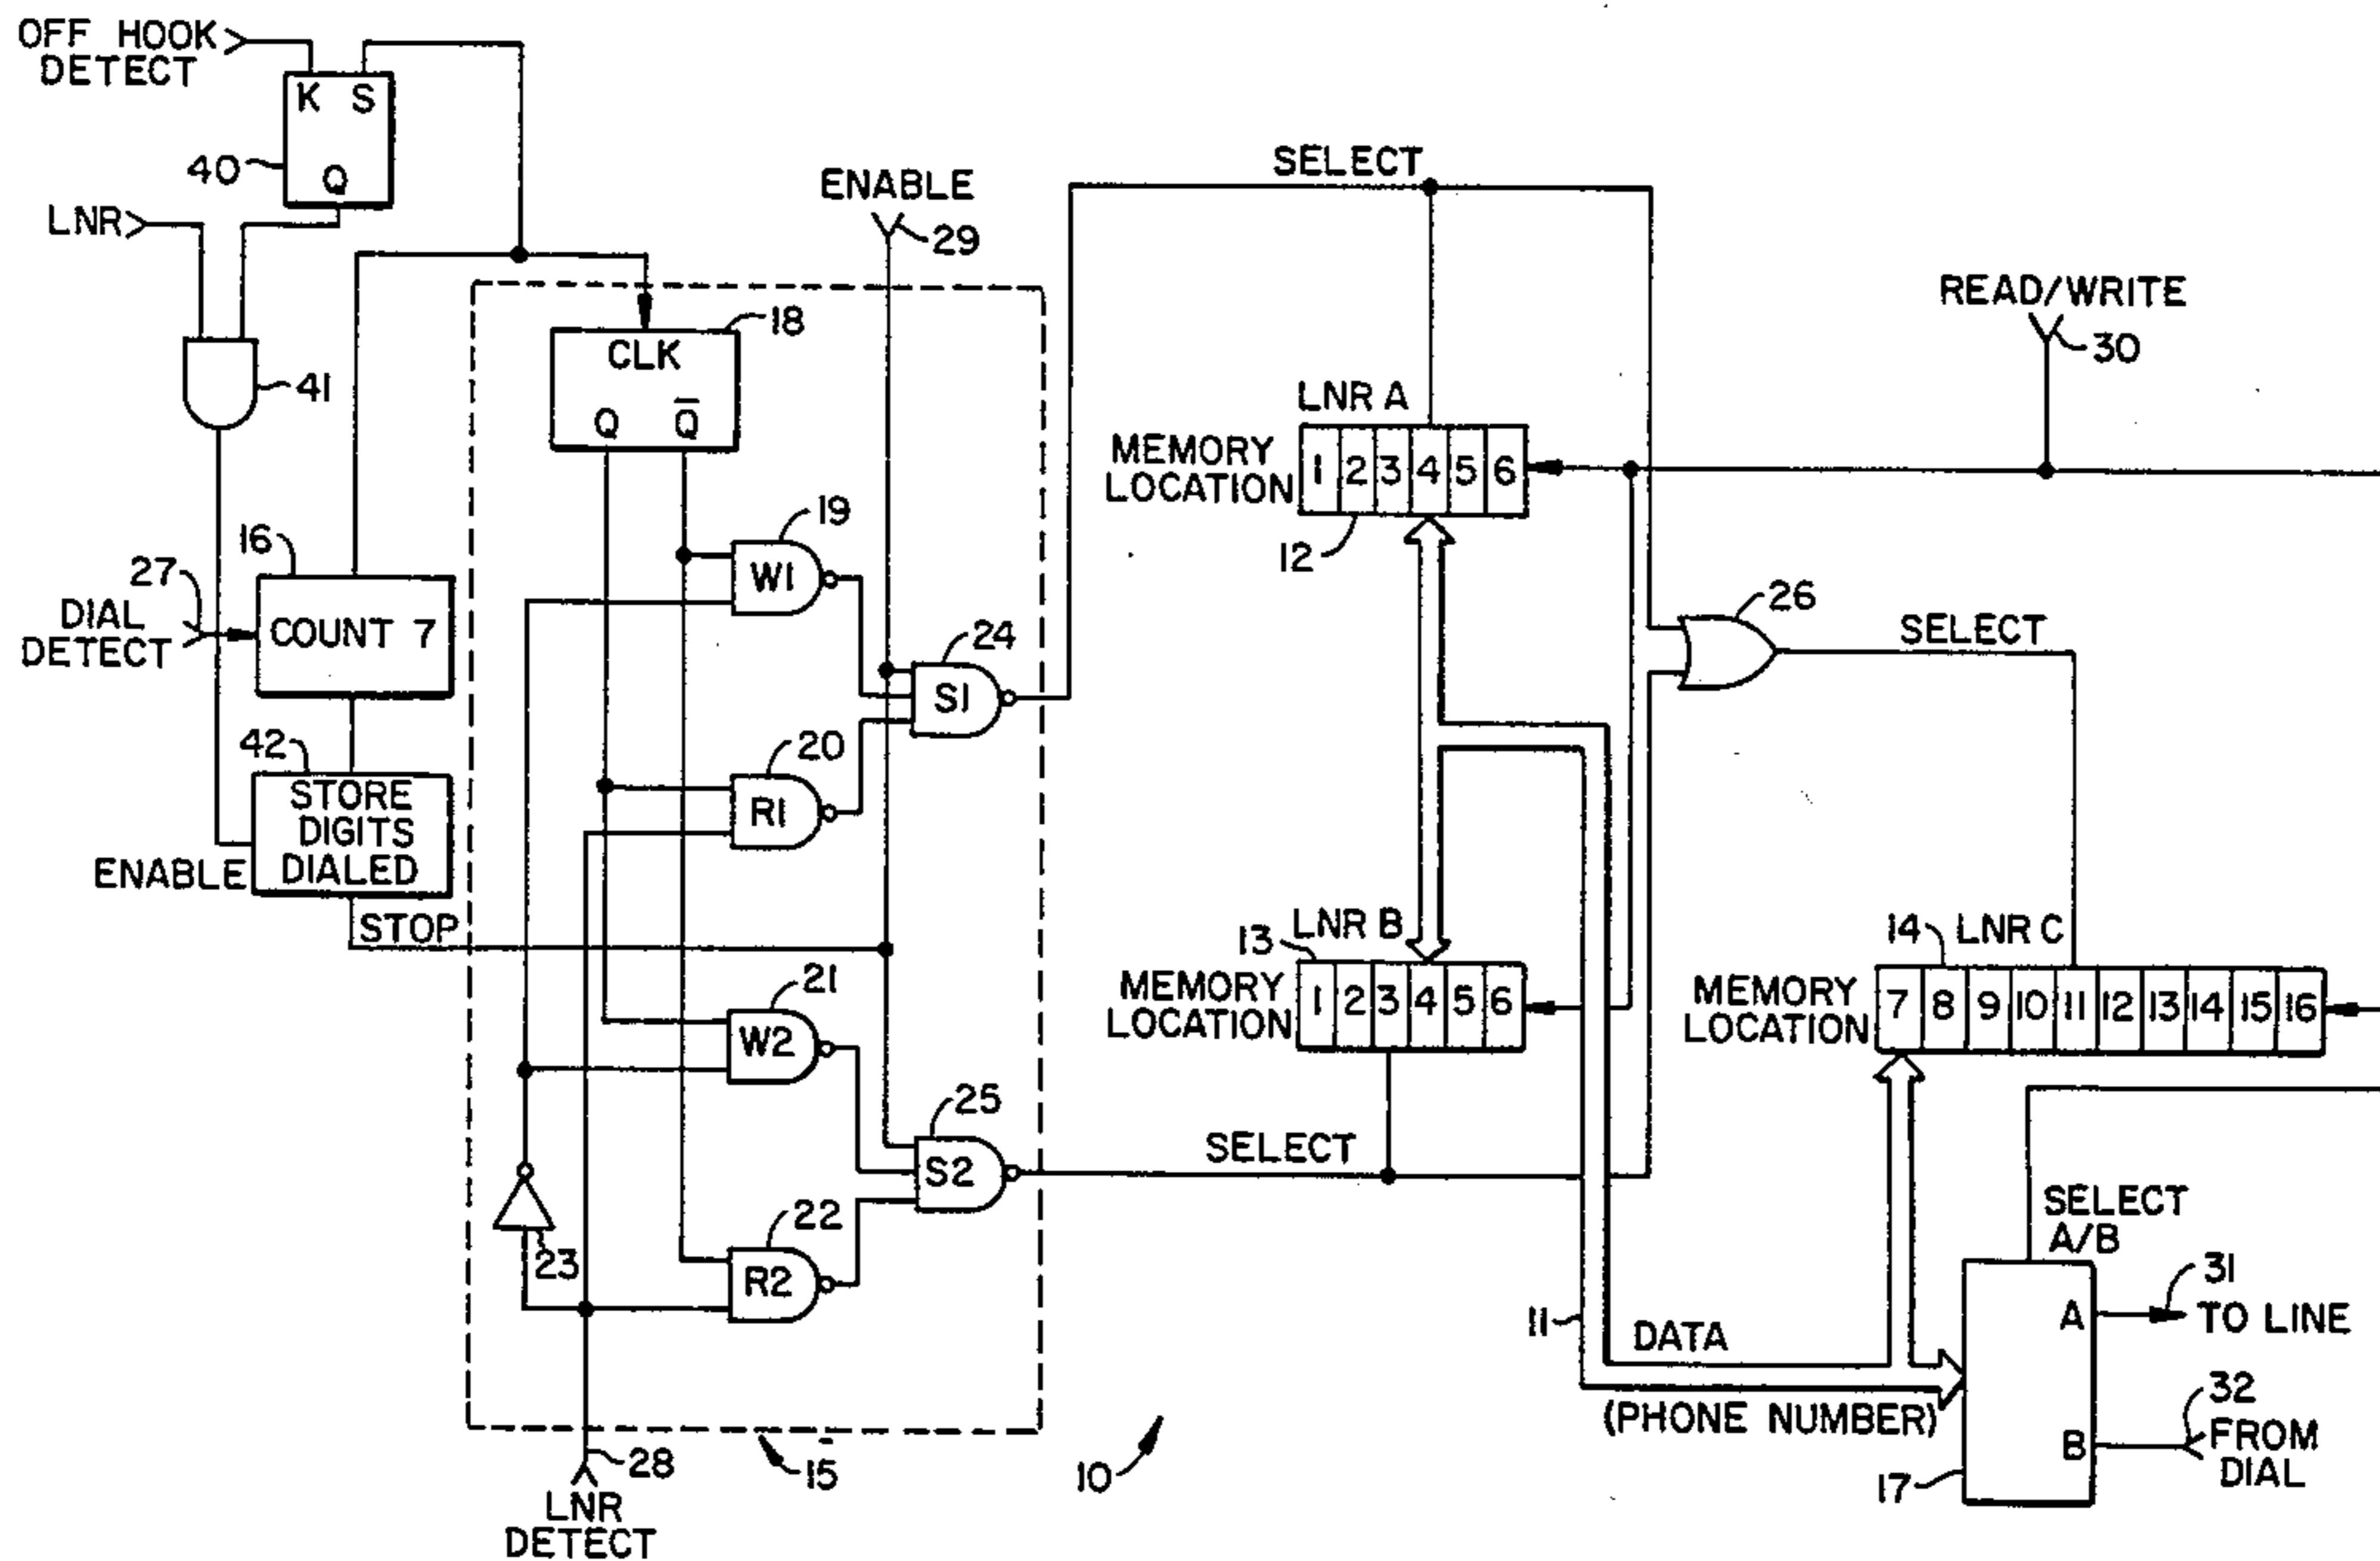 OFF HOOK
DETECT
K S
Q
40
LNR
41
ENABLE
29
SELECT
READ/WRITE
30
18
CLK
Q Q̅
LNR A
MEMORY
LOCATION
1 2 3 4 5 6
12
19
W1
16
27
DIAL
DETECT
COUNT 7
24
S1
26
SELECT
20
R1
42
STORE
DIGITS
DIALED
ENABLE
STOP
21
W2
13
LNR B
MEMORY
LOCATION
1 2 3 4 5 6
14
LNR C
MEMORY
LOCATION
7 8 9 10 11 12 13 14 15 16
25
S2
SELECT
22
R2
23
SELECT
A/B
31
A
TO LINE
11
DATA
(PHONE NUMBER)
32
B
FROM
DIAL
17
28
LNR
DETECT
15
10